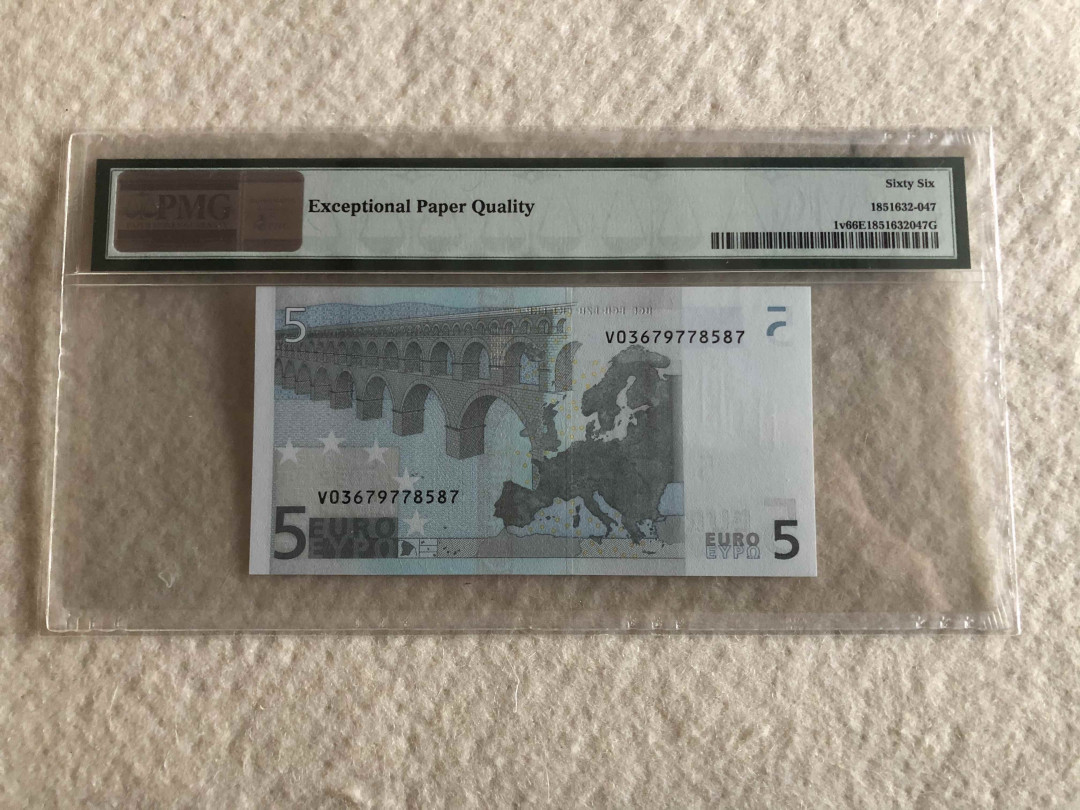 PMG
Exceptional Paper Quality
Sixty Six
1851632-047
1v66E1851632047G
5
V03679778587
V03679778587
5 EURO
ΕΥΡΩ
EURO 5
ΕΥΡΩ